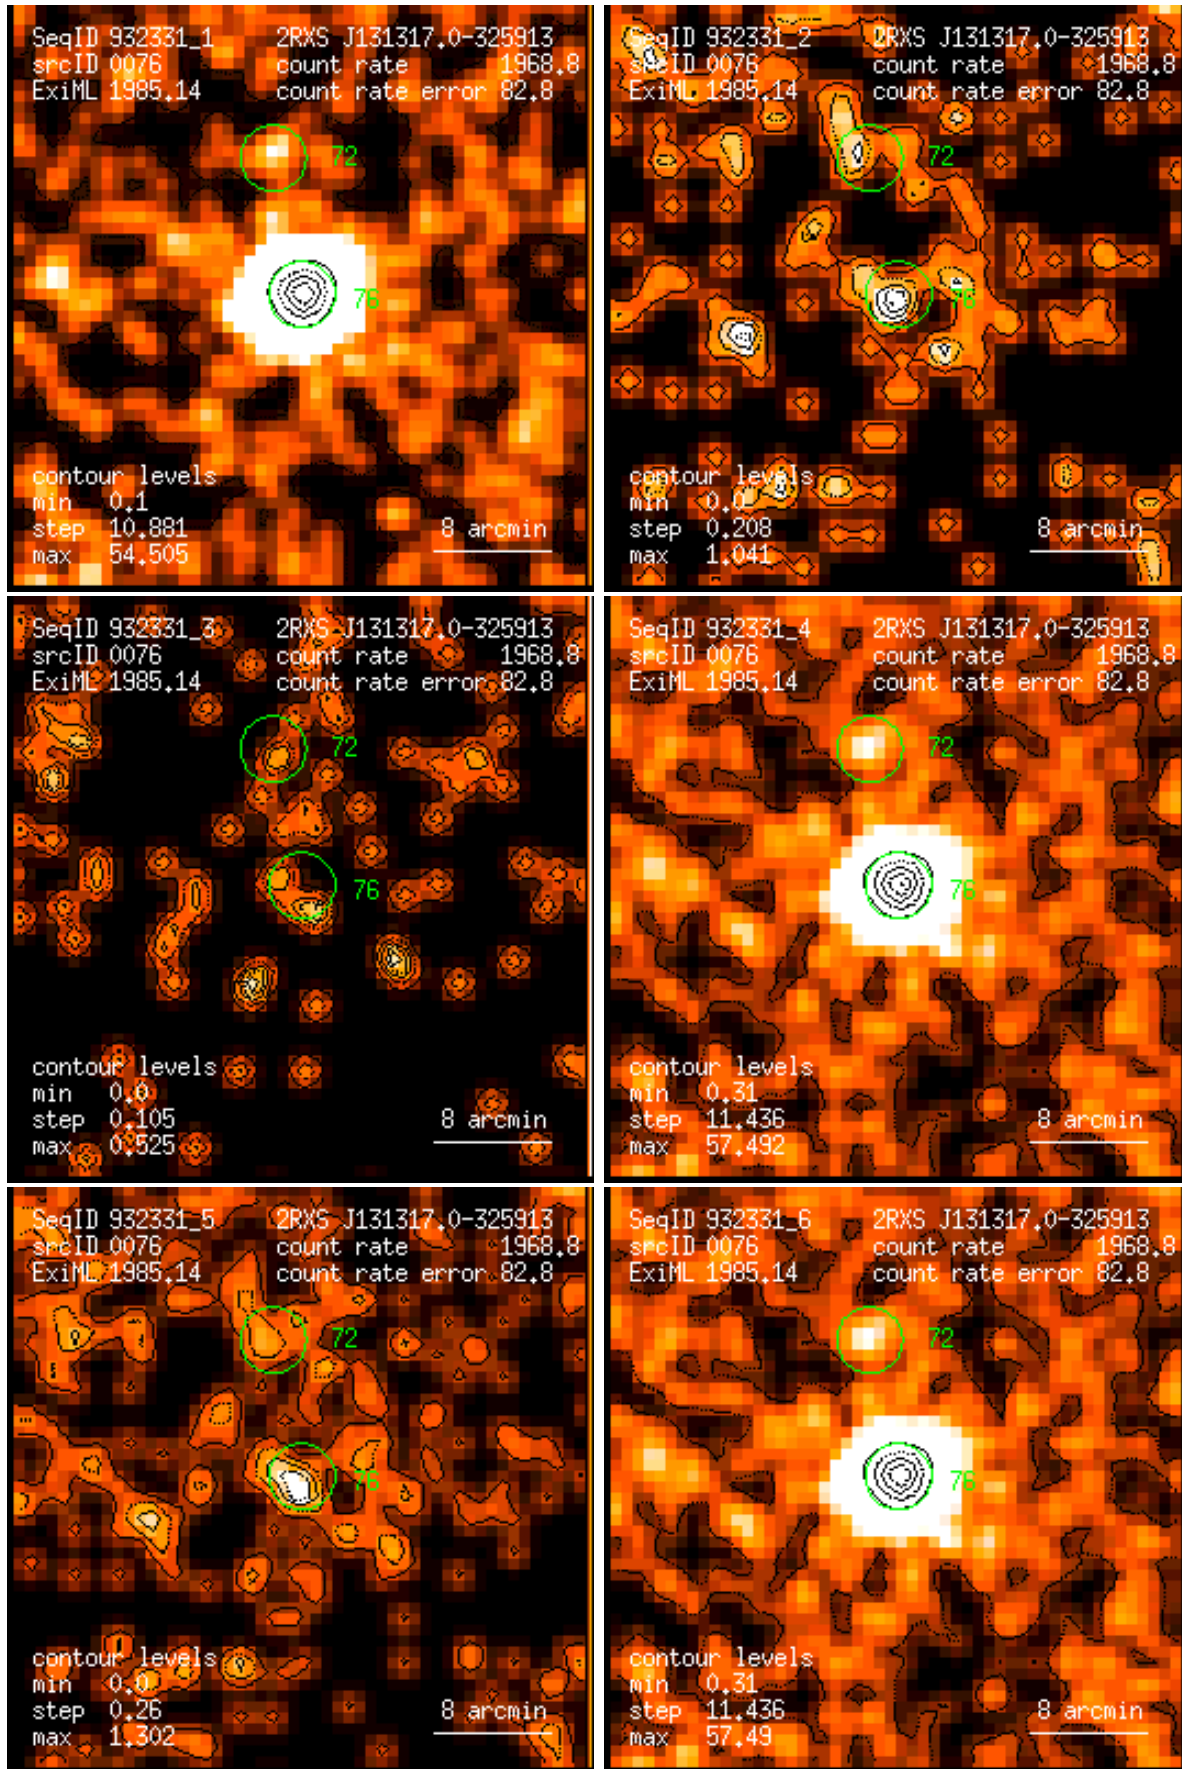 SeqID 932331_1 2RXS J131317.0-325913
srcID 0076 count rate 1968.8
ExiML 1985.14 count rate error 82.8
72
76
contour levels
min 0.1
step 10.881 8 arcmin
max 54.505
SeqID 932331_2 2RXS J131317.0-325913
srcID 0076 count rate 1968.8
ExiML 1985.14 count rate error 82.8
72
76
contour levels
min 0.0
step 0.208 8 arcmin
max 1.041
SeqID 932331_3 2RXS J131317.0-325913
srcID 0076 count rate 1968.8
ExiML 1985.14 count rate error 82.8
72
76
contour levels
min 0.0
step 0.105 8 arcmin
max 0.525
SeqID 932331_4 2RXS J131317.0-325913
srcID 0076 count rate 1968.8
ExiML 1985.14 count rate error 82.8
72
76
contour levels
min 0.31
step 11.436 8 arcmin
max 57.492
SeqID 932331_5 2RXS J131317.0-325913
srcID 0076 count rate 1968.8
ExiML 1985.14 count rate error 82.8
72
76
contour levels
min 0.0
step 0.26 8 arcmin
max 1.302
SeqID 932331_6 2RXS J131317.0-325913
srcID 0076 count rate 1968.8
ExiML 1985.14 count rate error 82.8
72
76
contour levels
min 0.31
step 11.436 8 arcmin
max 57.49